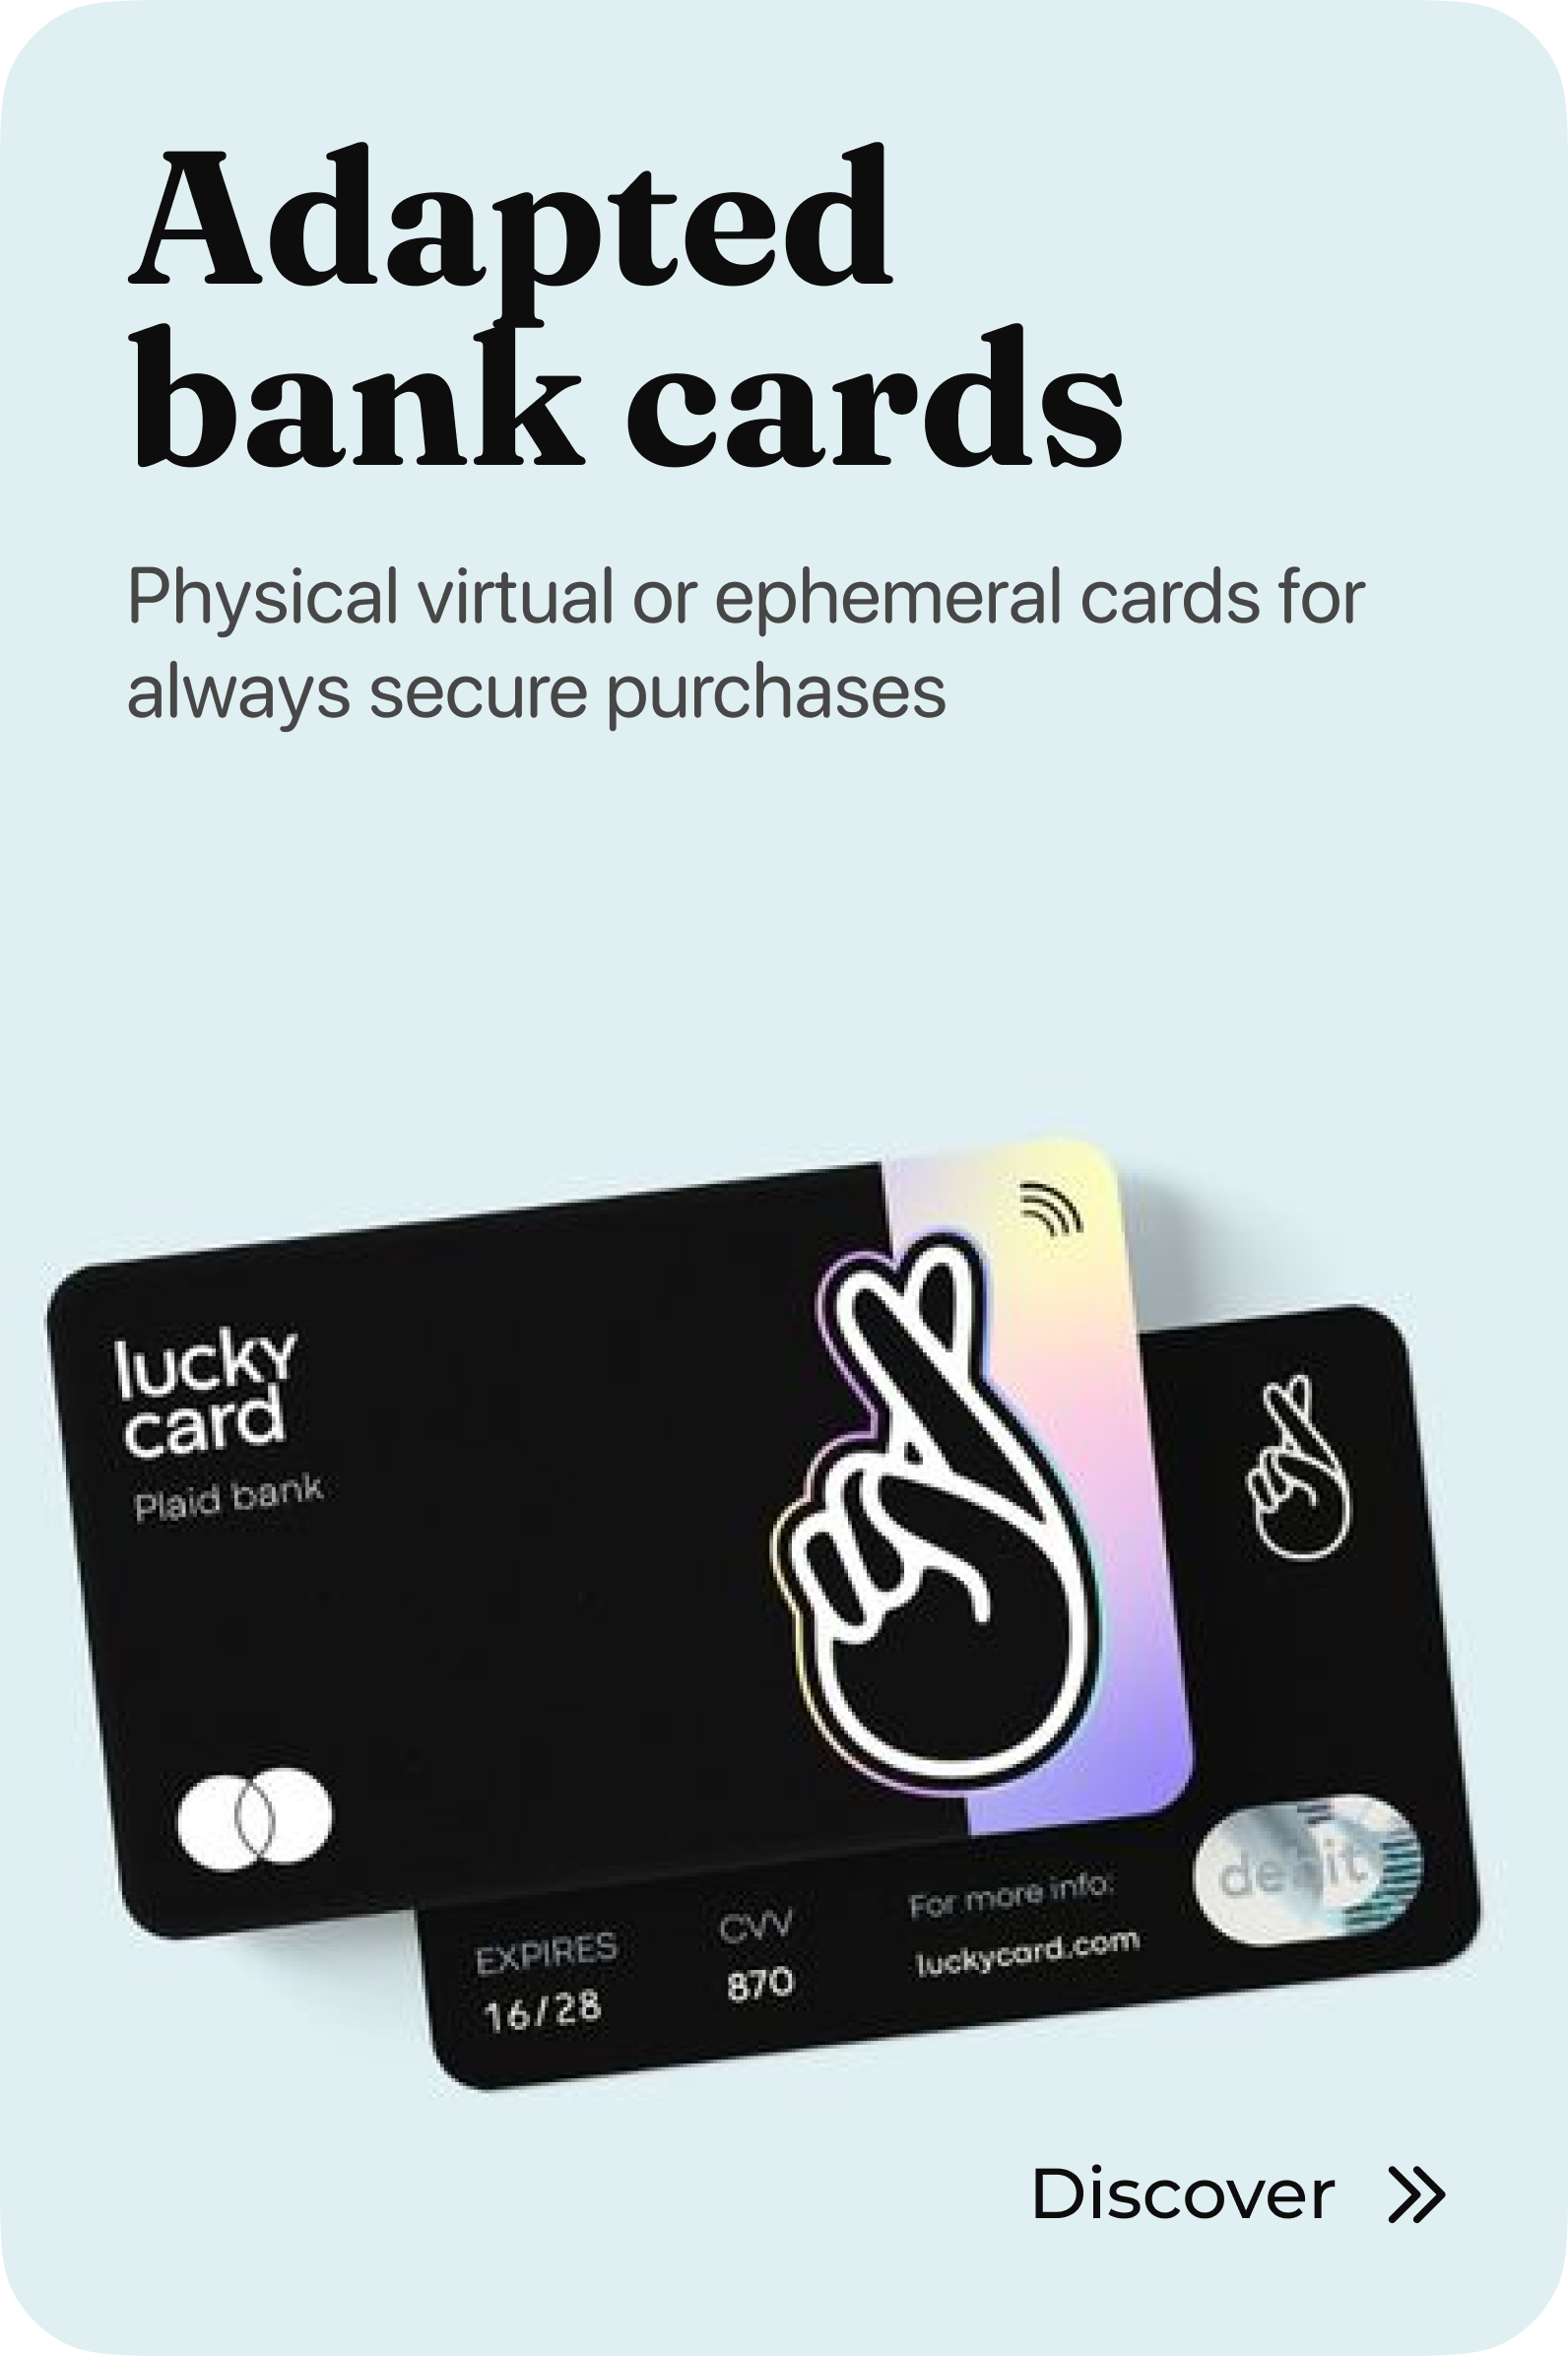 Adapted
bank cards
Physical virtual or ephemeral cards for
always secure purchases
lucky
card
Plaid bank
EXPIRES
16/28
CVV
870
For more info:
luckycard.com
debit
Discover